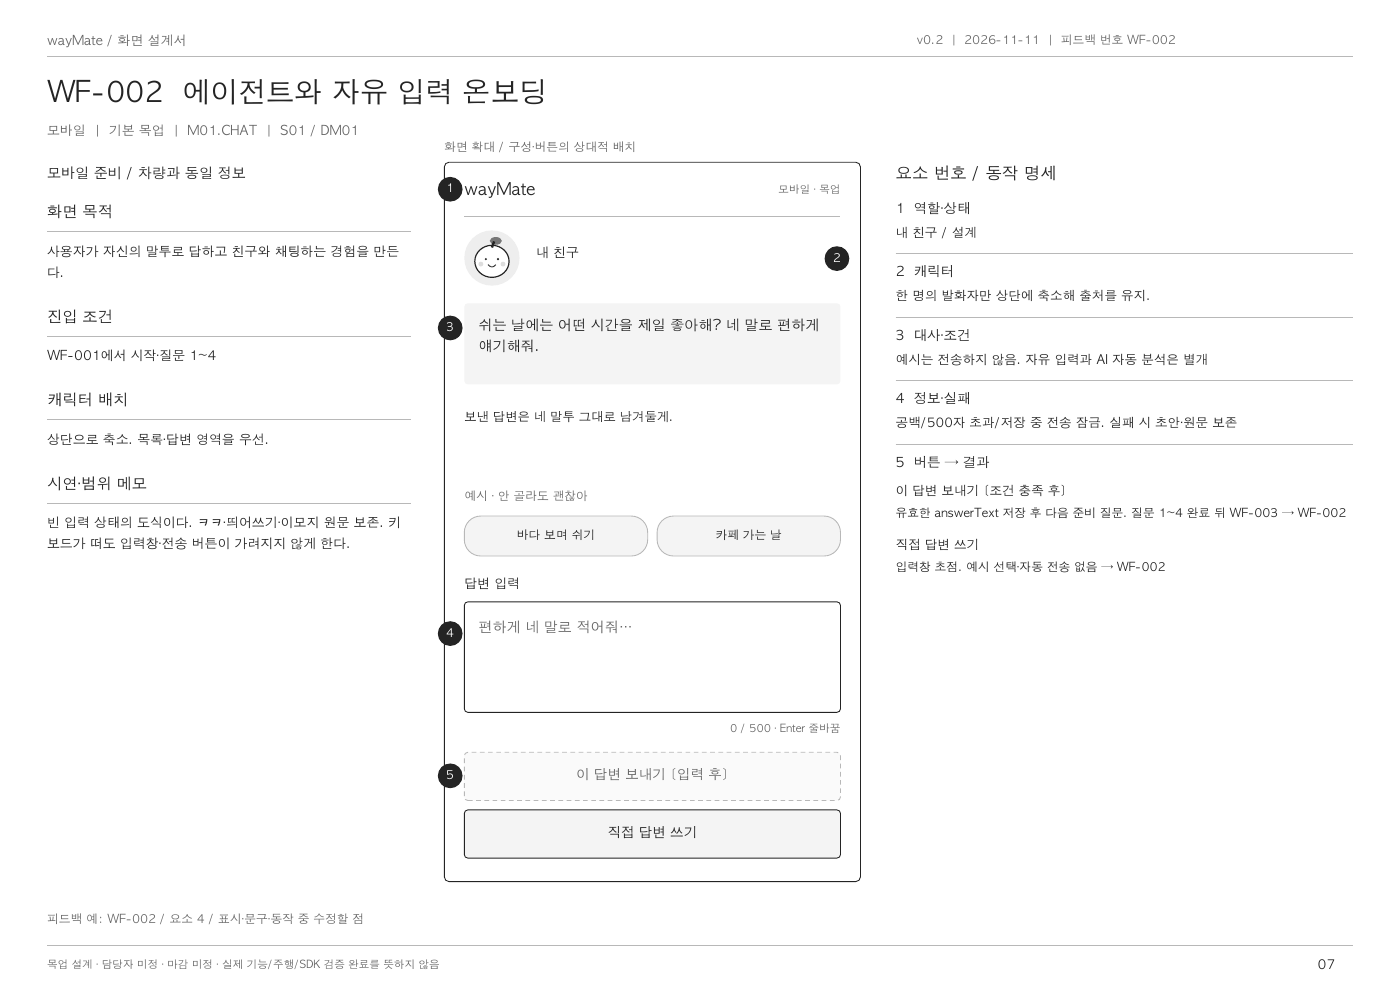 wayMate / 화면 설계서
v0.2 | 2026-11-11 | 피드백 번호 WF-002
WF-002 에이전트와 자유 입력 온보딩
모바일 | 기본 목업 | M01.CHAT | S01 / DM01
모바일 준비 / 차량과 동일 정보
화면 목적
사용자가 자신의 말투로 답하고 친구와 채팅하는 경험을 만든
다.
진입 조건
WF-001에서 시작·질문 1~4
캐릭터 배치
상단으로 축소. 목록·답변 영역을 우선.
시연·범위 메모
빈 입력 상태의 도식이다. ㅋㅋ·띄어쓰기·이모지 원문 보존. 키
보드가 떠도 입력창·전송 버튼이 가려지지 않게 한다.
화면 확대 / 구성·버튼의 상대적 배치
1 wayMate
모바일 · 목업
내 친구
2
3
쉬는 날에는 어떤 시간을 제일 좋아해? 네 말로 편하게
얘기해줘.
보낸 답변은 네 말투 그대로 남겨둘게.
예시 · 안 골라도 괜찮아
바다 보며 쉬기
카페 가는 날
답변 입력
4
편하게 네 말로 적어줘…
0 / 500 · Enter 줄바꿈
5
이 답변 보내기 [입력 후]
직접 답변 쓰기
요소 번호 / 동작 명세
1 역할·상태
내 친구 / 설계
2 캐릭터
한 명의 발화자만 상단에 축소해 출처를 유지.
3 대사·조건
예시는 전송하지 않음. 자유 입력과 AI 자동 분석은 별개
4 정보·실패
공백/500자 초과/저장 중 전송 잠금. 실패 시 초안·원문 보존
5 버튼 → 결과
이 답변 보내기 [조건 충족 후]
유효한 answerText 저장 후 다음 준비 질문. 질문 1~4 완료 뒤 WF-003 → WF-002
직접 답변 쓰기
입력창 초점. 예시 선택·자동 전송 없음 → WF-002
피드백 예: WF-002 / 요소 4 / 표시·문구·동작 중 수정할 점
목업 설계 · 담당자 미정 · 마감 미정 · 실제 기능/주행/SDK 검증 완료를 뜻하지 않음
07